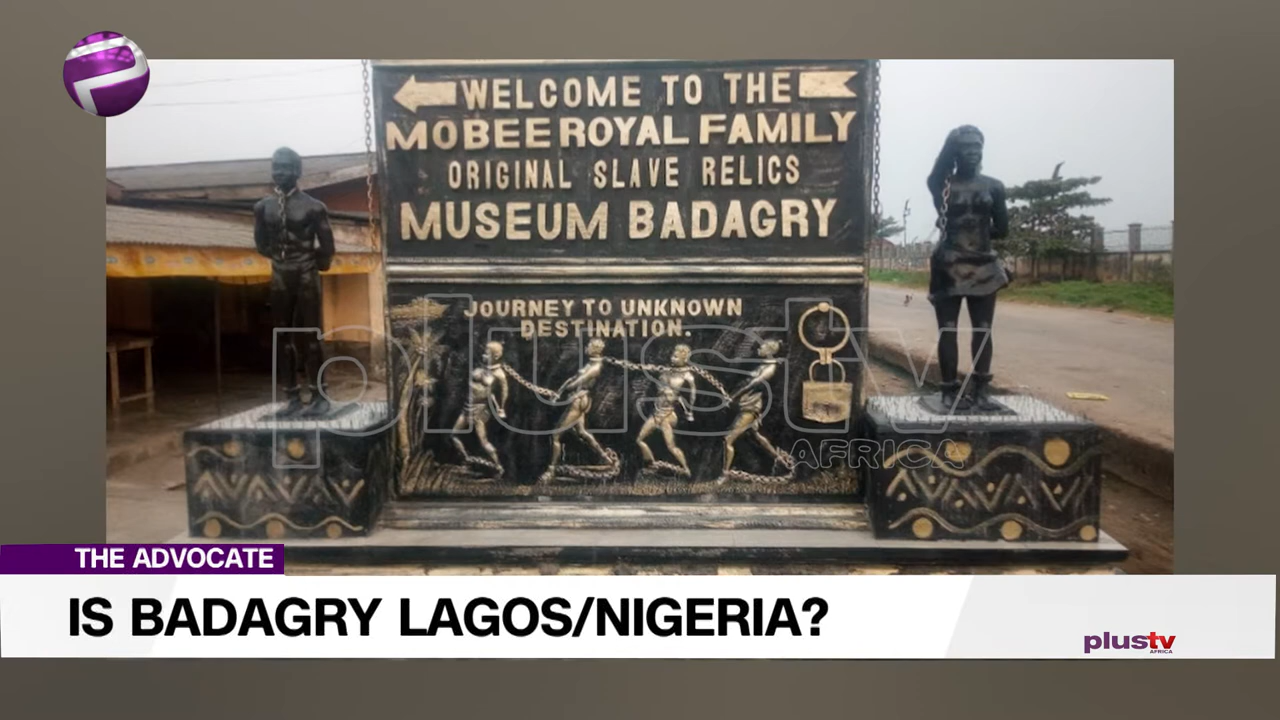 WELCOME TO THE
MOBEE ROYAL FAMILY
ORIGINAL SLAVE RELICS
MUSEUM BADAGRY
JOURNEY TO UNKNOWN
DESTINATION.
plustv
AFRICA
THE ADVOCATE
IS BADAGRY LAGOS/NIGERIA?
plustv
AFRICA